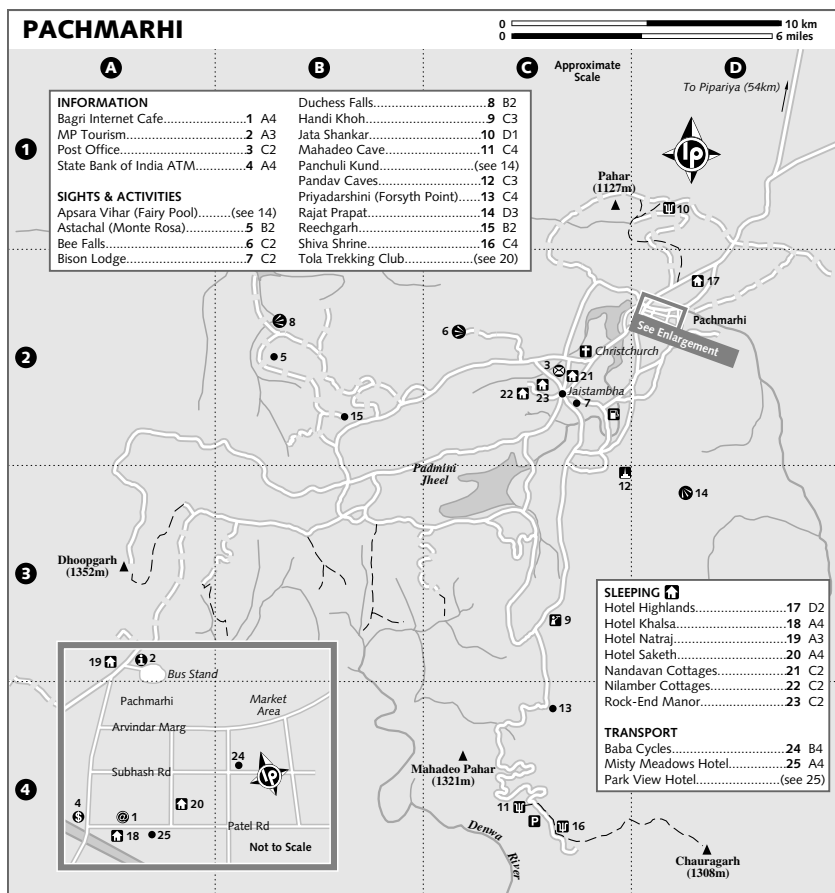 PACHMARHI
0 10 km
0 6 miles
Approximate
Scale
A B C D
1
2
3
4
To Pipariya (54km)
lp
INFORMATION
Bagri Internet Cafe 1 A4
MP Tourism 2 A3
Post Office 3 C2
State Bank of India ATM 4 A4
SIGHTS & ACTIVITIES
Apsara Vihar (Fairy Pool) (see 14)
Astachal (Monte Rosa) 5 B2
Bee Falls 6 C2
Bison Lodge 7 C2
Duchess Falls 8 B2
Handi Khoh 9 C3
Jata Shankar 10 D1
Mahadeo Cave 11 C4
Panchuli Kund (see 14)
Pandav Caves 12 C3
Priyadarshini (Forsyth Point) 13 C4
Rajat Prapat 14 D3
Reechgarh 15 B2
Shiva Shrine 16 C4
Tola Trekking Club (see 20)
Pahar
(1127m)
10
17
Pachmarhi
See Enlargement
8
6
5
Christchurch
3
21
Jaistambha
22
23
7
15
Padmini
Jheel
12
14
Dhoopgarh
(1352m)
9
SLEEPING
Hotel Highlands 17 D2
Hotel Khalsa 18 A4
Hotel Natraj 19 A3
Hotel Saketh 20 A4
Nandavan Cottages 21 C2
Nilamber Cottages 22 C2
Rock-End Manor 23 C2
TRANSPORT
Baba Cycles 24 B4
Misty Meadows Hotel 25 A4
Park View Hotel (see 25)
19
2
Bus Stand
Pachmarhi
Market
Area
Arvindar Marg
24
Subhash Rd
lp
4
1
20
18
25
Patel Rd
Not to Scale
13
Mahadeo Pahar
(1321m)
11
P
16
Denwa
River
Chauragarh
(1308m)